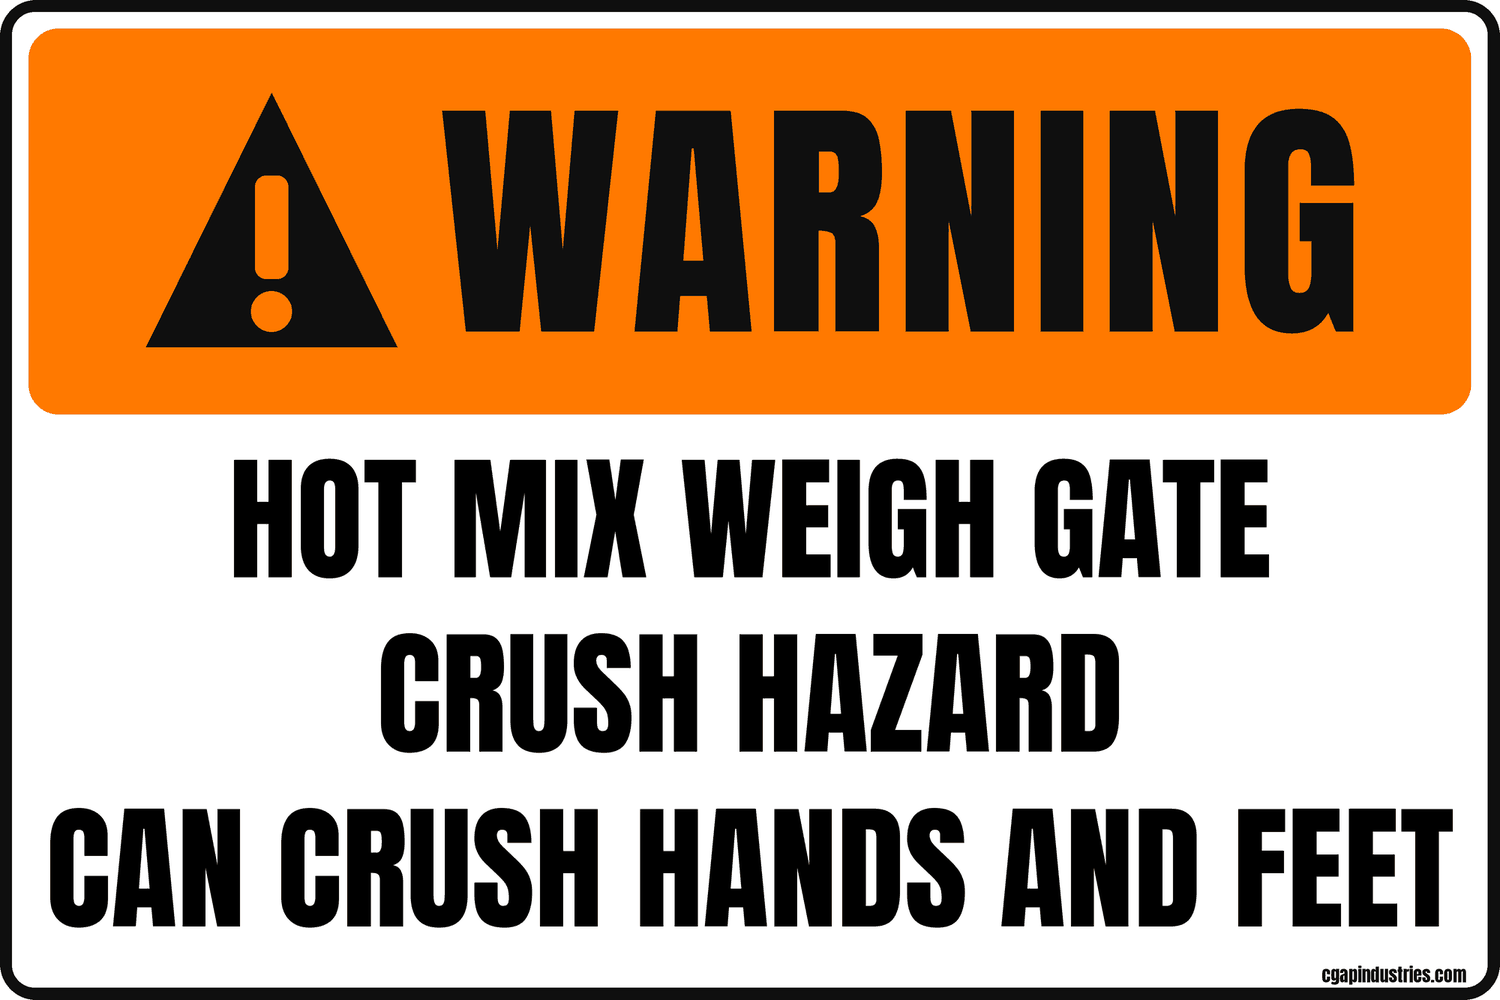 WARNING
HOT MIX WEIGH GATE
CRUSH HAZARD
CAN CRUSH HANDS AND FEET
cgapindustries.com